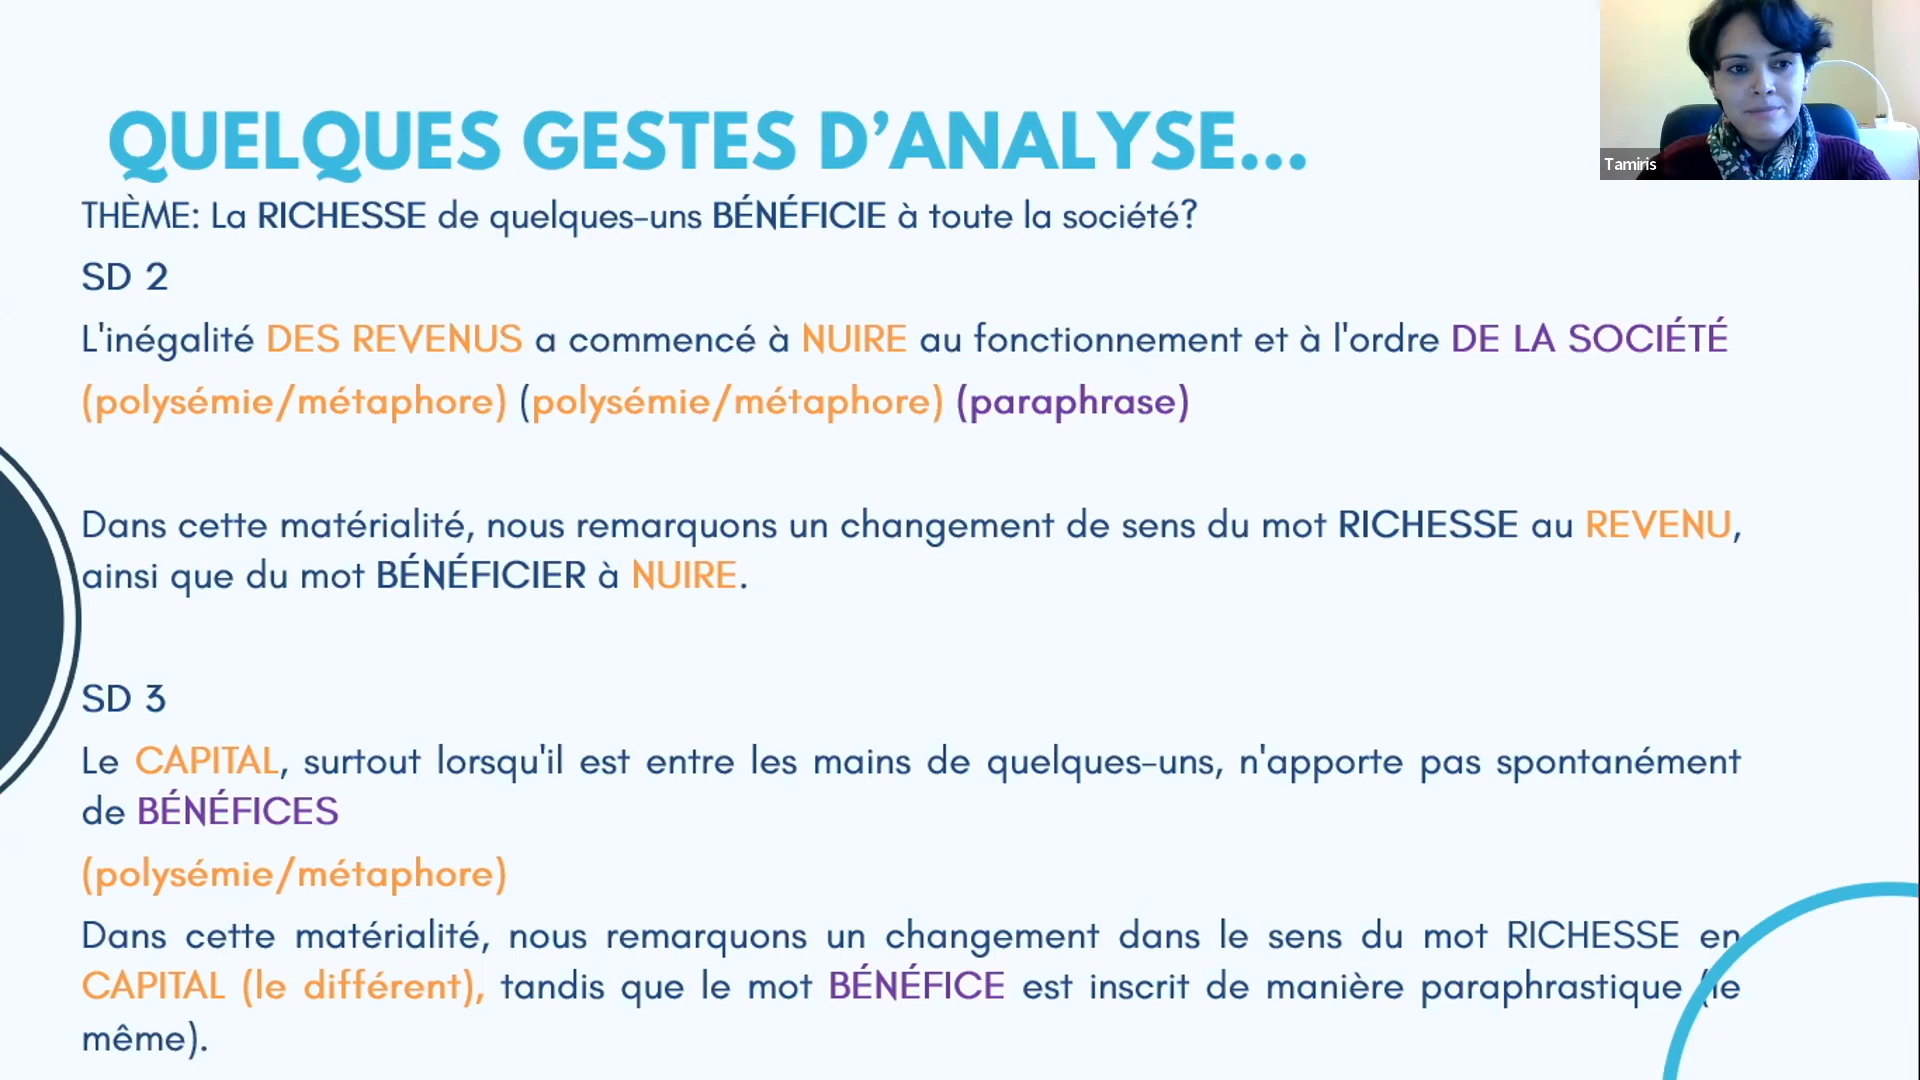 QUELQUES GESTES D’ANALYSE...
Tamiris
THÈME: La RICHESSE de quelques-uns BÉNÉFICIE à toute la société?
SD 2
L'inégalité DES REVENUS a commencé à NUIRE au fonctionnement et à l'ordre DE LA SOCIÉTÉ
(polysémie/métaphore) (polysémie/métaphore) (paraphrase)
Dans cette matérialité, nous remarquons un changement de sens du mot RICHESSE au REVENU,
ainsi que du mot BÉNÉFICIER à NUIRE.
SD 3
Le CAPITAL, surtout lorsqu'il est entre les mains de quelques-uns, n'apporte pas spontanément
de BÉNÉFICES
(polysémie/métaphore)
Dans cette matérialité, nous remarquons un changement dans le sens du mot RICHESSE en
CAPITAL (le différent), tandis que le mot BÉNÉFICE est inscrit de manière paraphrastique (le
même).